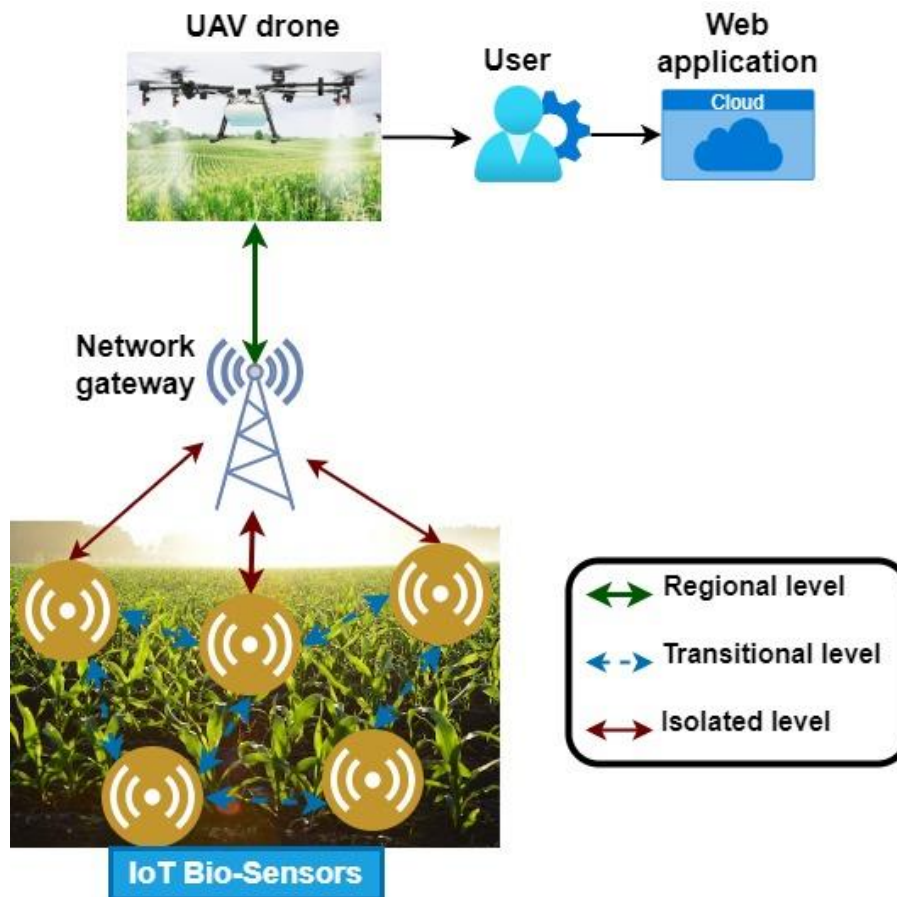 UAV drone
User
Web
application
Cloud
Network
gateway
Regional level
Transitional level
Isolated level
IoT Bio-Sensors